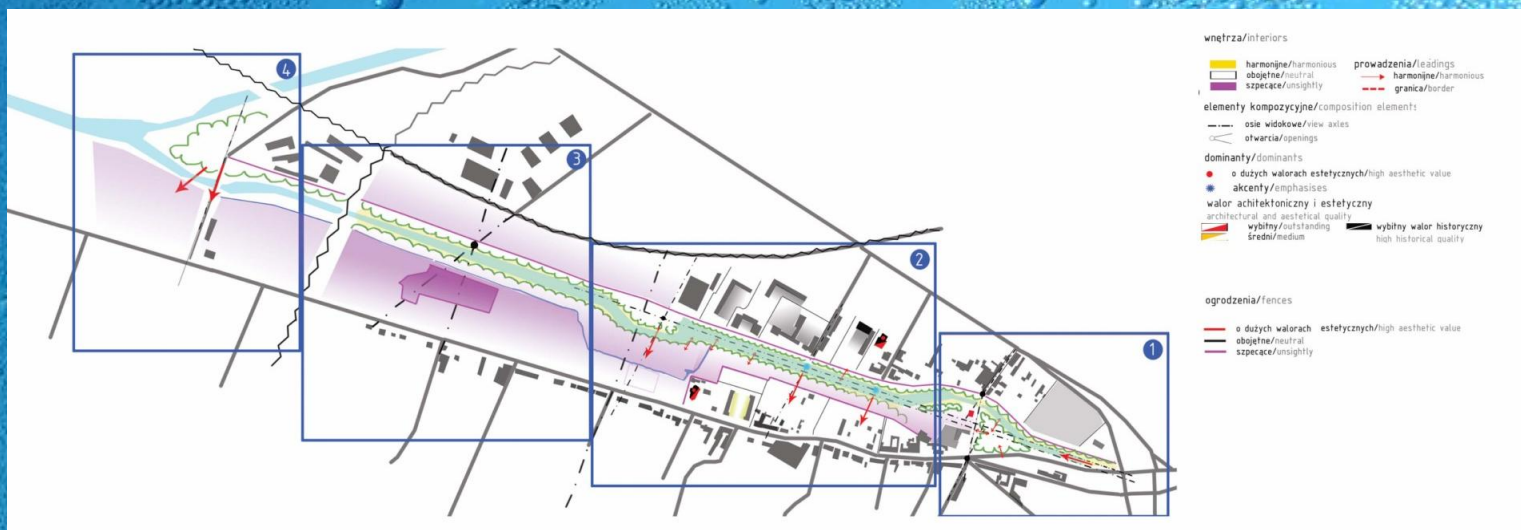 4
3
2
1
wnętrza/interiors
harmonijne/harmonious
obojętne/neutral
szpecące/unsightly
prowadzenia/leadings
harmonijne/harmonious
granica/border
elementy kompozycyjne/composition elements
osie widokowe/view axles
otwarcia/openings
dominanty/dominants
o dużych walorach estetycznych/high aesthetic value
akcenty/emphasises
walor achitektoniczny i estetyczny
architectural and aestetical quality
wybitny/outstanding
średni/medium
wybitny walor historyczny
high historical quality
ogrodzenia/fences
o dużych walorach estetycznych/high aesthetic value
obojętne/neutral
szpecące/unsightly